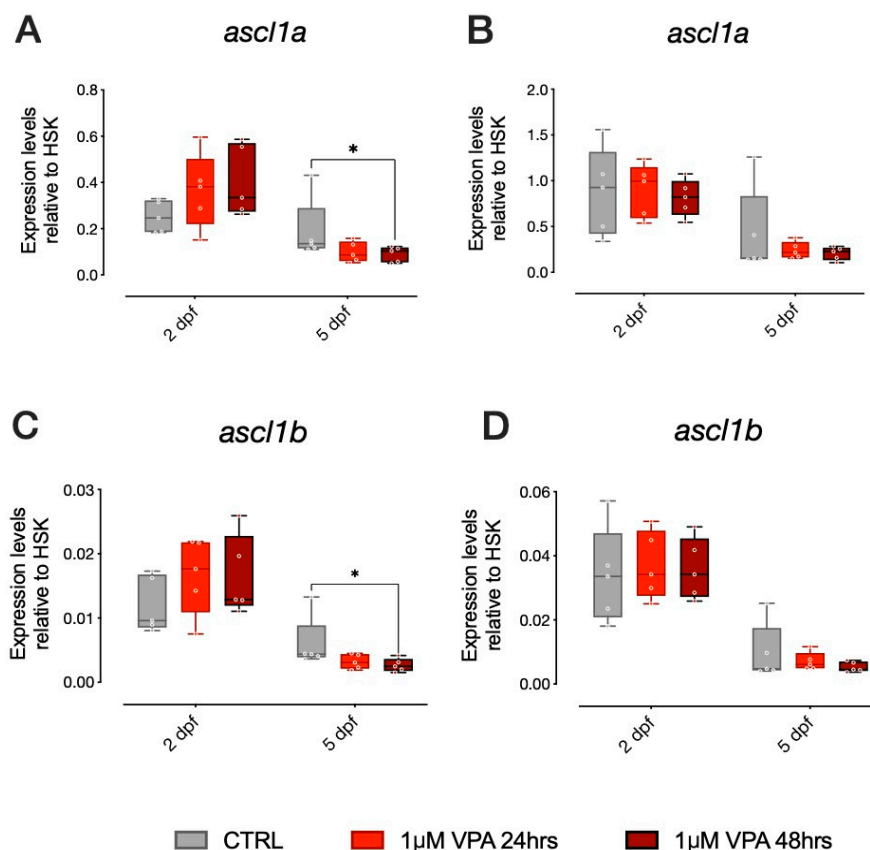 A
ascl1a
Expression levels
relative to HSK
0.8
0.6
0.4
0.2
0.0
*
2 dpf
5 dpf
B
ascl1a
Expression levels
relative to HSK
2.0
1.5
1.0
0.5
0.0
2 dpf
5 dpf
C
ascl1b
Expression levels
relative to HSK
0.03
0.02
0.01
0.00
*
2 dpf
5 dpf
D
ascl1b
Expression levels
relative to HSK
0.06
0.04
0.02
0.00
2 dpf
5 dpf
CTRL
1µM VPA 24hrs
1µM VPA 48hrs